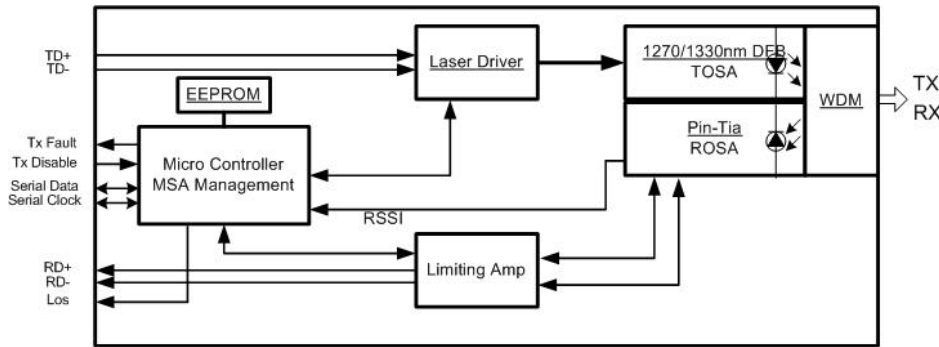 TD+
TD-
EEPROM
Laser Driver
1270/1330nm DFB
TOSA
WDM
TX
RX
Pin-Tia
ROSA
Tx Fault
Tx Disable
Serial Data
Serial Clock
Micro Controller
MSA Management
RSSI
RD+
RD-
Los
Limiting Amp